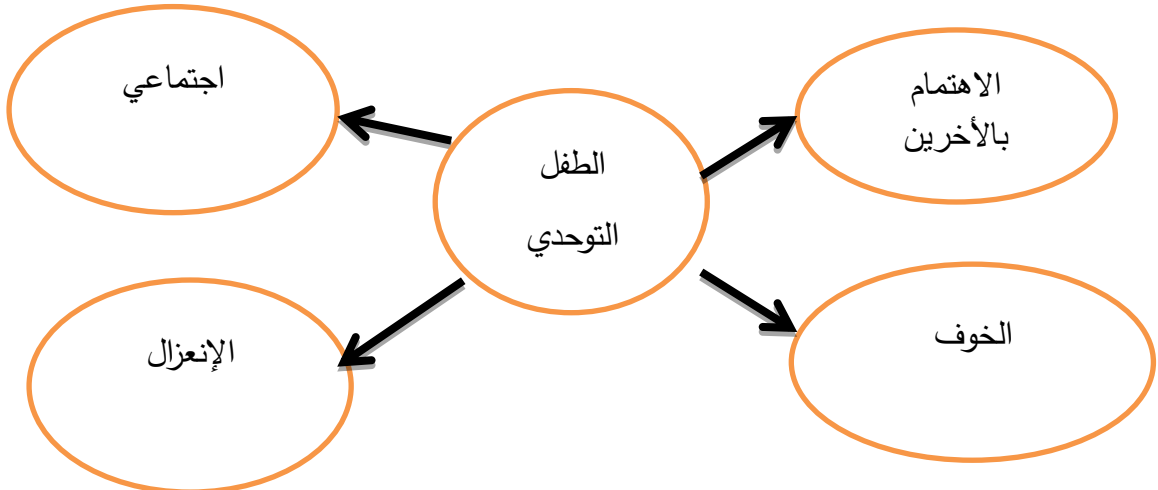 الاهتمام
بالأخرين
اجتماعي
الطفل
التوحدي
الخوف
الإنعزال